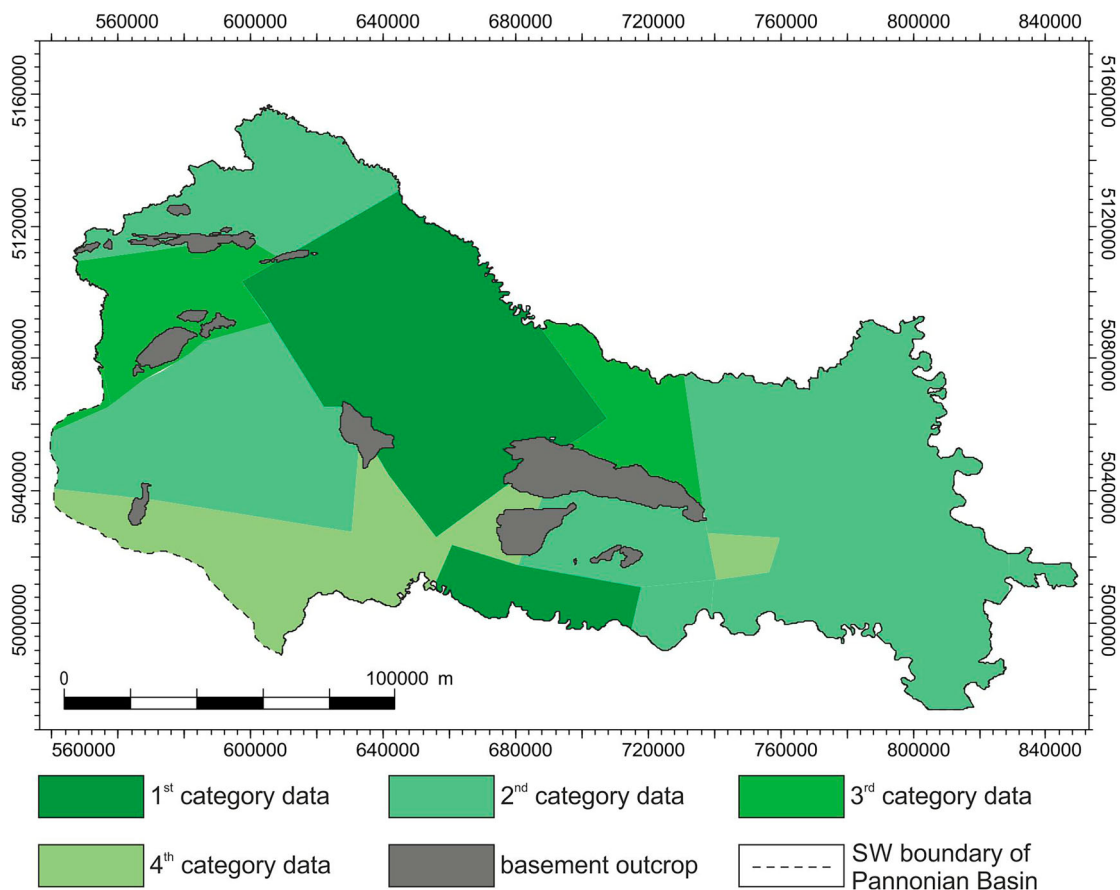 560000 600000 640000 680000 720000 760000 800000 840000
5160000 5160000
5120000 5120000
5080000 5080000
5040000 5040000
5000000 5000000
0 100000 m
560000 600000 640000 680000 720000 760000 800000 840000
1st category data 2nd category data 3rd category data
4th category data basement outcrop SW boundary of
Pannonian Basin